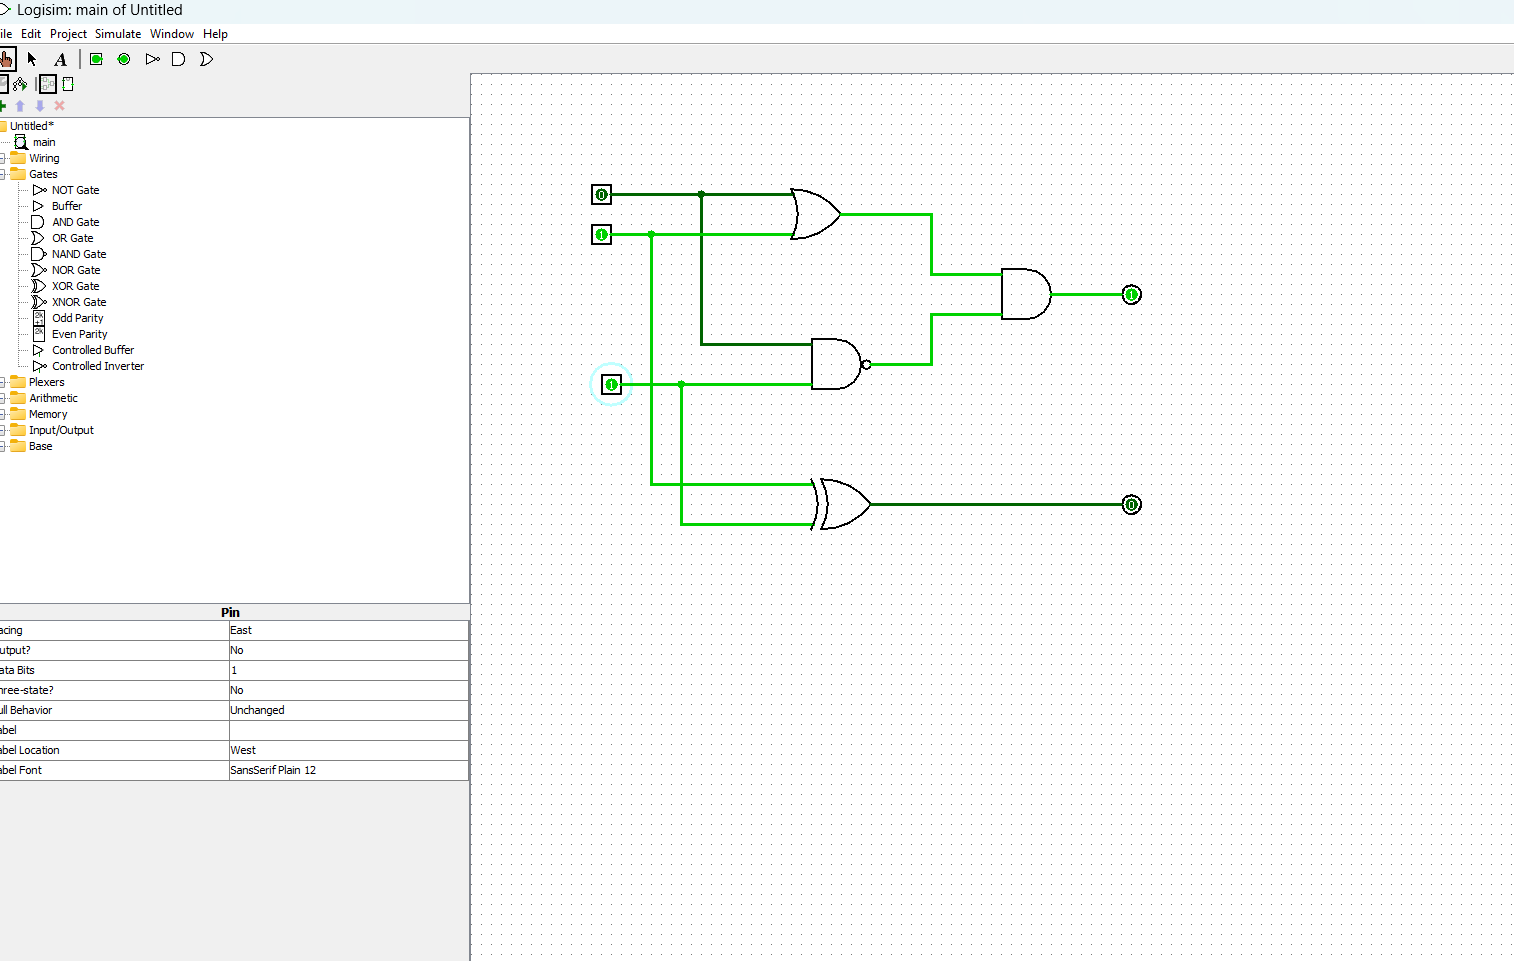 Logisim: main of Untitled
ile Edit Project Simulate Window Help
A
Untitled*
main
Wiring
Gates
NOT Gate
Buffer
AND Gate
OR Gate
NAND Gate
NOR Gate
XOR Gate
XNOR Gate
Odd Parity
Even Parity
Controlled Buffer
Controlled Inverter
Plexers
Arithmetic
Memory
Input/Output
Base
0
1
1
1
0
Pin
acing East
utput? No
ata Bits 1
hree-state? No
ull Behavior Unchanged
abel
abel Location West
abel Font SansSerif Plain 12